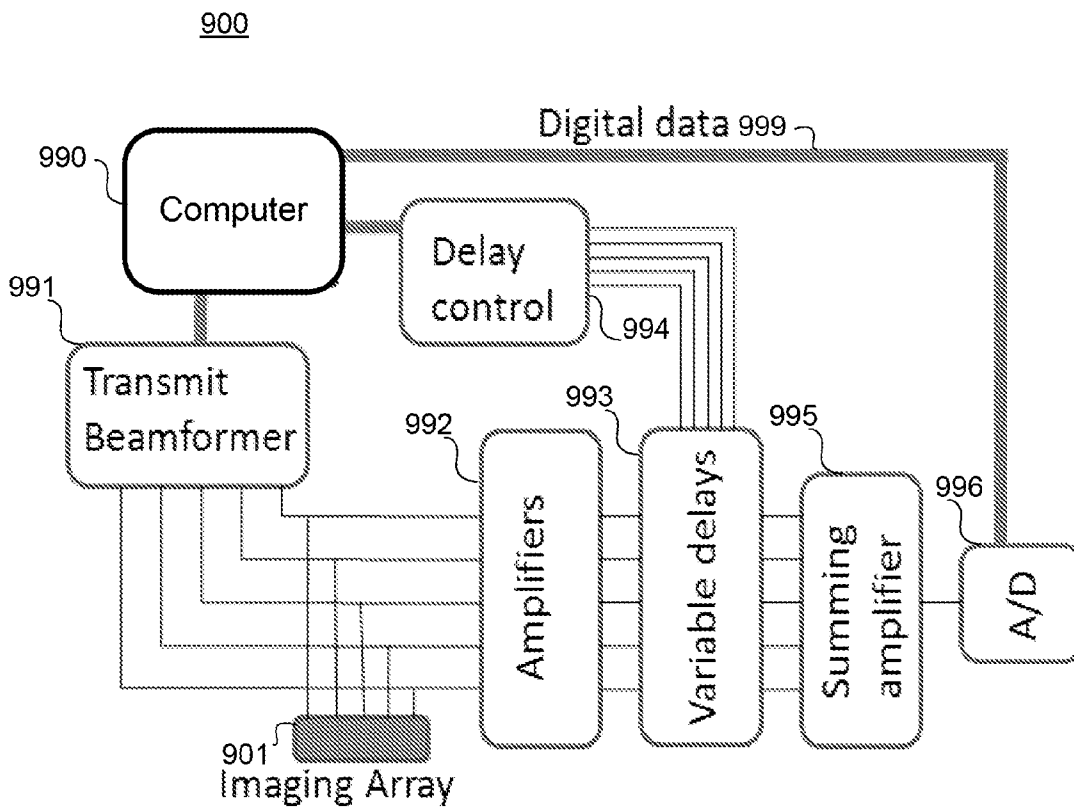 900
Digital data 999
990
Computer
Delay
control
994
991
Transmit
Beamformer
992
Amplifiers
993
Variable delays
995
Summing
amplifier
996
A/D
901
Imaging Array